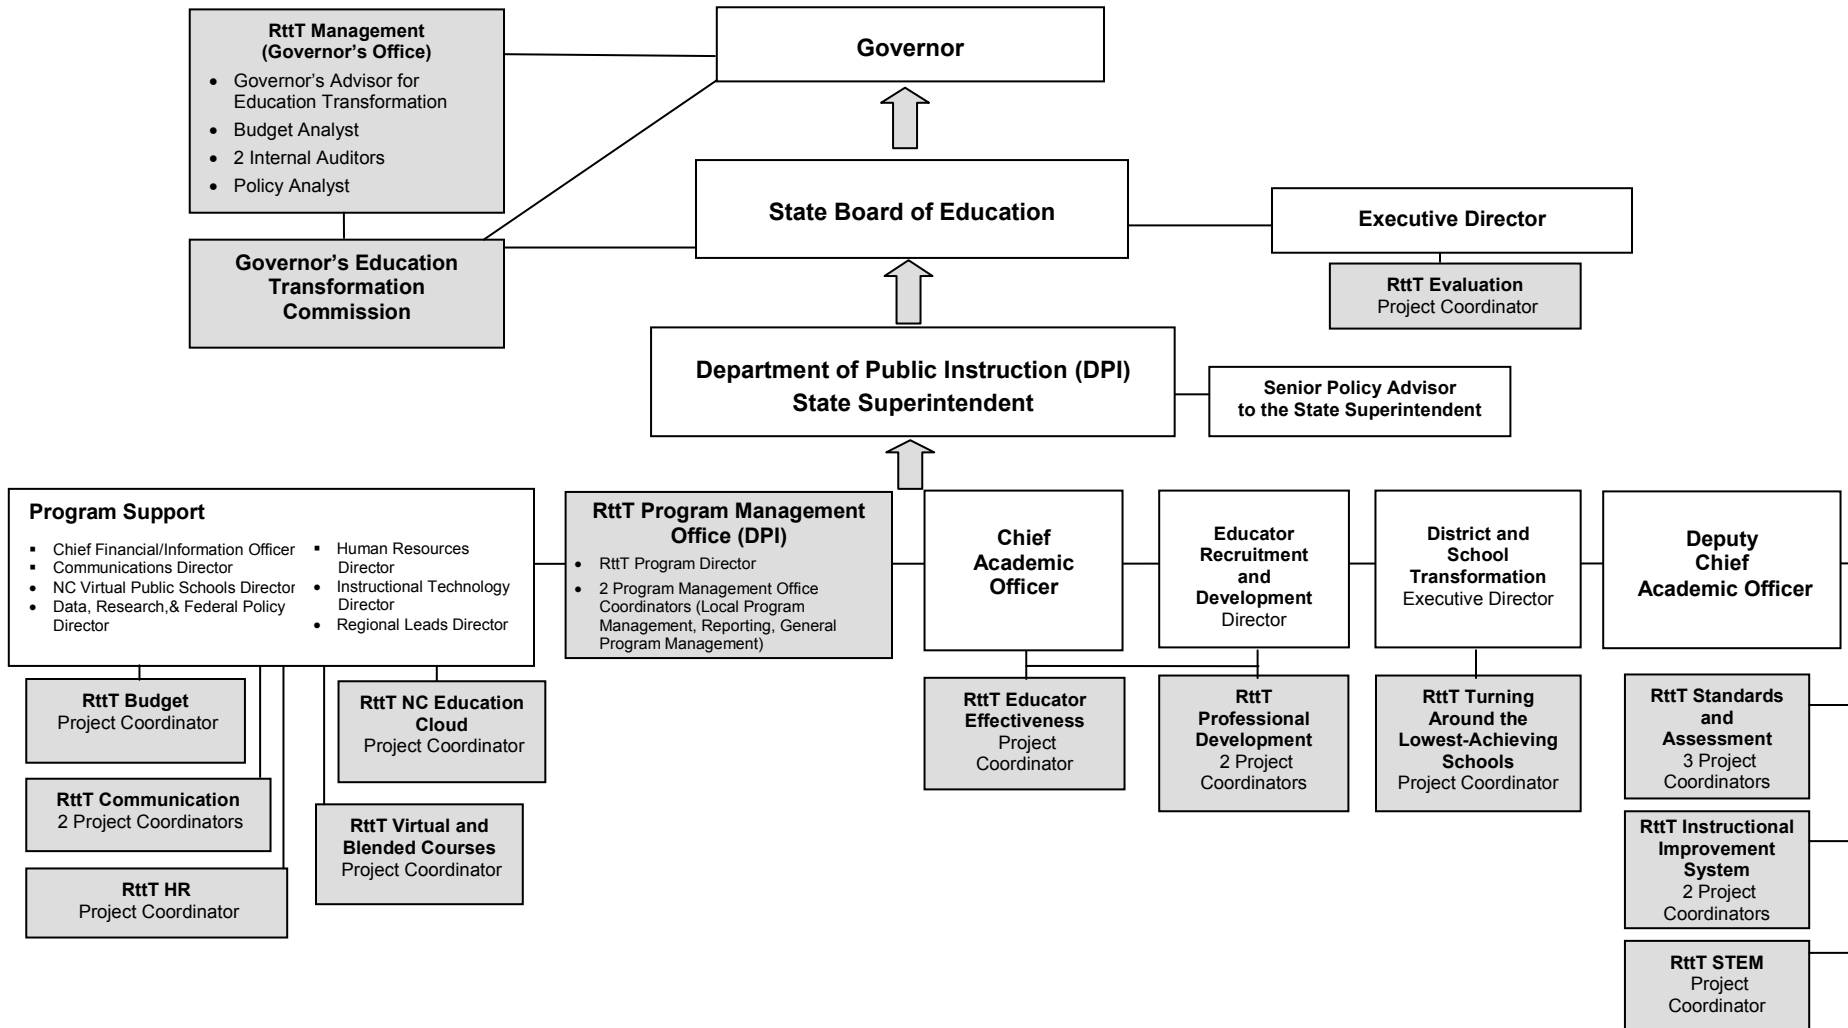 RttT Management
(Governor's Office)
• Governor's Advisor for
Education Transformation
• Budget Analyst
• 2 Internal Auditors
• Policy Analyst
Governor
State Board of Education
Executive Director
Governor's Education
Transformation
Commission
RttT Evaluation
Project Coordinator
Department of Public Instruction (DPI)
State Superintendent
Senior Policy Advisor
to the State Superintendent
Program Support
▪ Chief Financial/Information Officer
▪ Communications Director
• NC Virtual Public Schools Director
• Data, Research,& Federal Policy
Director
▪ Human Resources
Director
• Instructional Technology
Director
• Regional Leads Director
RttT Program Management
Office (DPI)
• RttT Program Director
• 2 Program Management Office
Coordinators (Local Program
Management, Reporting, General
Program Management)
Chief
Academic
Officer
Educator
Recruitment
and
Development
Director
District and
School
Transformation
Executive Director
Deputy
Chief
Academic Officer
RttT Budget
Project Coordinator
RttT NC Education
Cloud
Project Coordinator
RttT Communication
2 Project Coordinators
RttT Virtual and
Blended Courses
Project Coordinator
RttT HR
Project Coordinator
RttT Educator
Effectiveness
Project
Coordinator
RttT
Professional
Development
2 Project
Coordinators
RttT Turning
Around the
Lowest-Achieving
Schools
Project Coordinator
RttT Standards
and
Assessment
3 Project
Coordinators
RttT Instructional
Improvement
System
2 Project
Coordinators
RttT STEM
Project
Coordinator